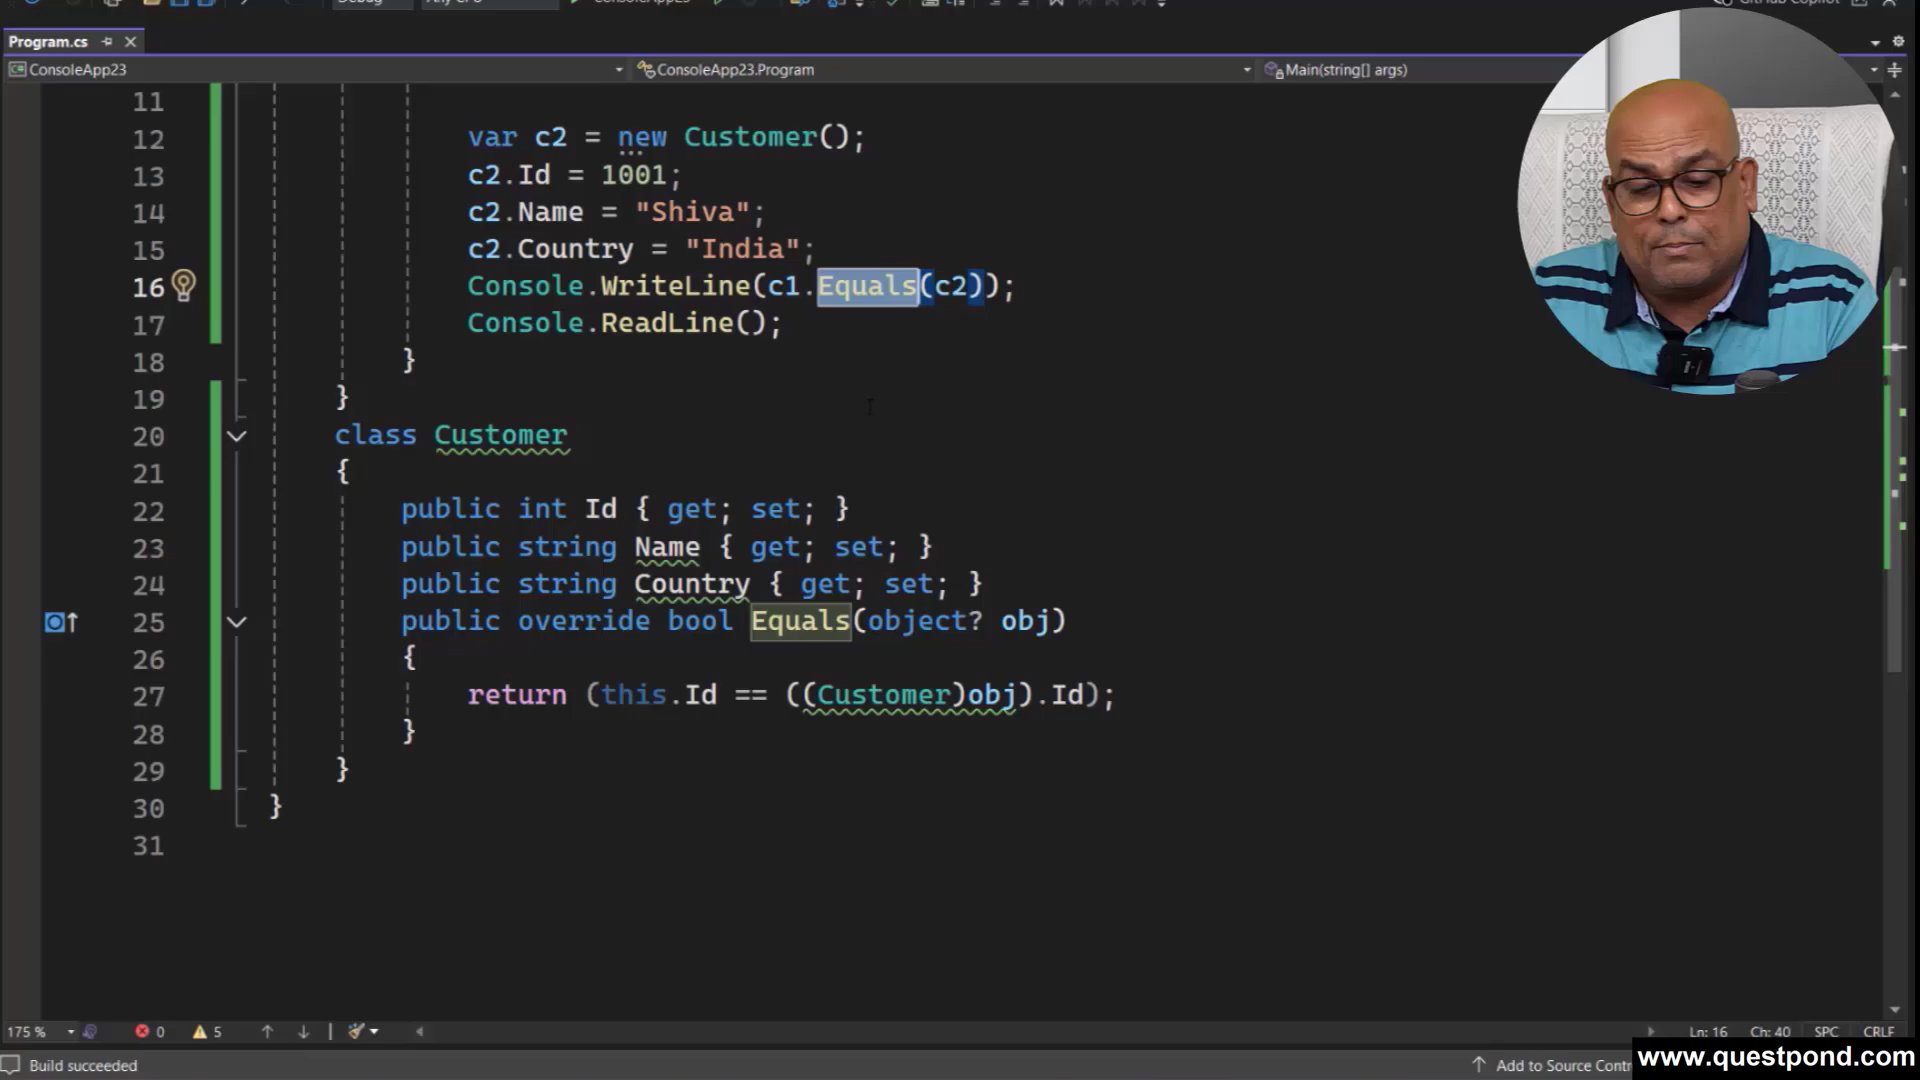 Debug Any CPU ConsoleApp23 GitHub Copilot
Program.cs
ConsoleApp23 ConsoleApp23.Program Main(string[] args)
11
12 var c2 = new Customer();
13 c2.Id = 1001;
14 c2.Name = "Shiva";
15 c2.Country = "India";
16 Console.WriteLine(c1.Equals(c2));
17 Console.ReadLine();
18 }
19 }
20 class Customer
21 {
22 public int Id { get; set; }
23 public string Name { get; set; }
24 public string Country { get; set; }
25 public override bool Equals(object? obj)
26 {
27 return (this.Id == ((Customer)obj).Id);
28 }
29 }
30 }
31
175 % 0 5 Ln: 16 Ch: 40 SPC CRLF
Build succeeded Add to Source Contr
www.questpond.com